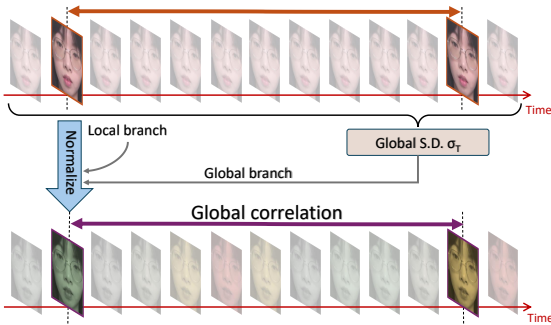 Time
Local branch
Normalize
Global S.D. σT
Global branch
Global correlation
Time